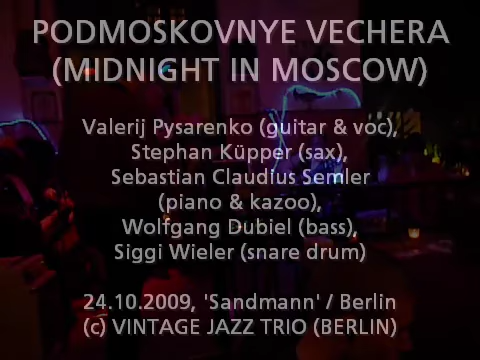 PODMOSKOVNYE VECHERA
(MIDNIGHT IN MOSCOW)
Valerij Pysarenko (guitar & voc),
Stephan Küpper (sax),
Sebastian Claudius Semler
(piano & kazoo),
Wolfgang Dubiel (bass),
Siggi Wieler (snare drum)
24.10.2009, 'Sandmann' / Berlin
(c) VINTAGE JAZZ TRIO (BERLIN)